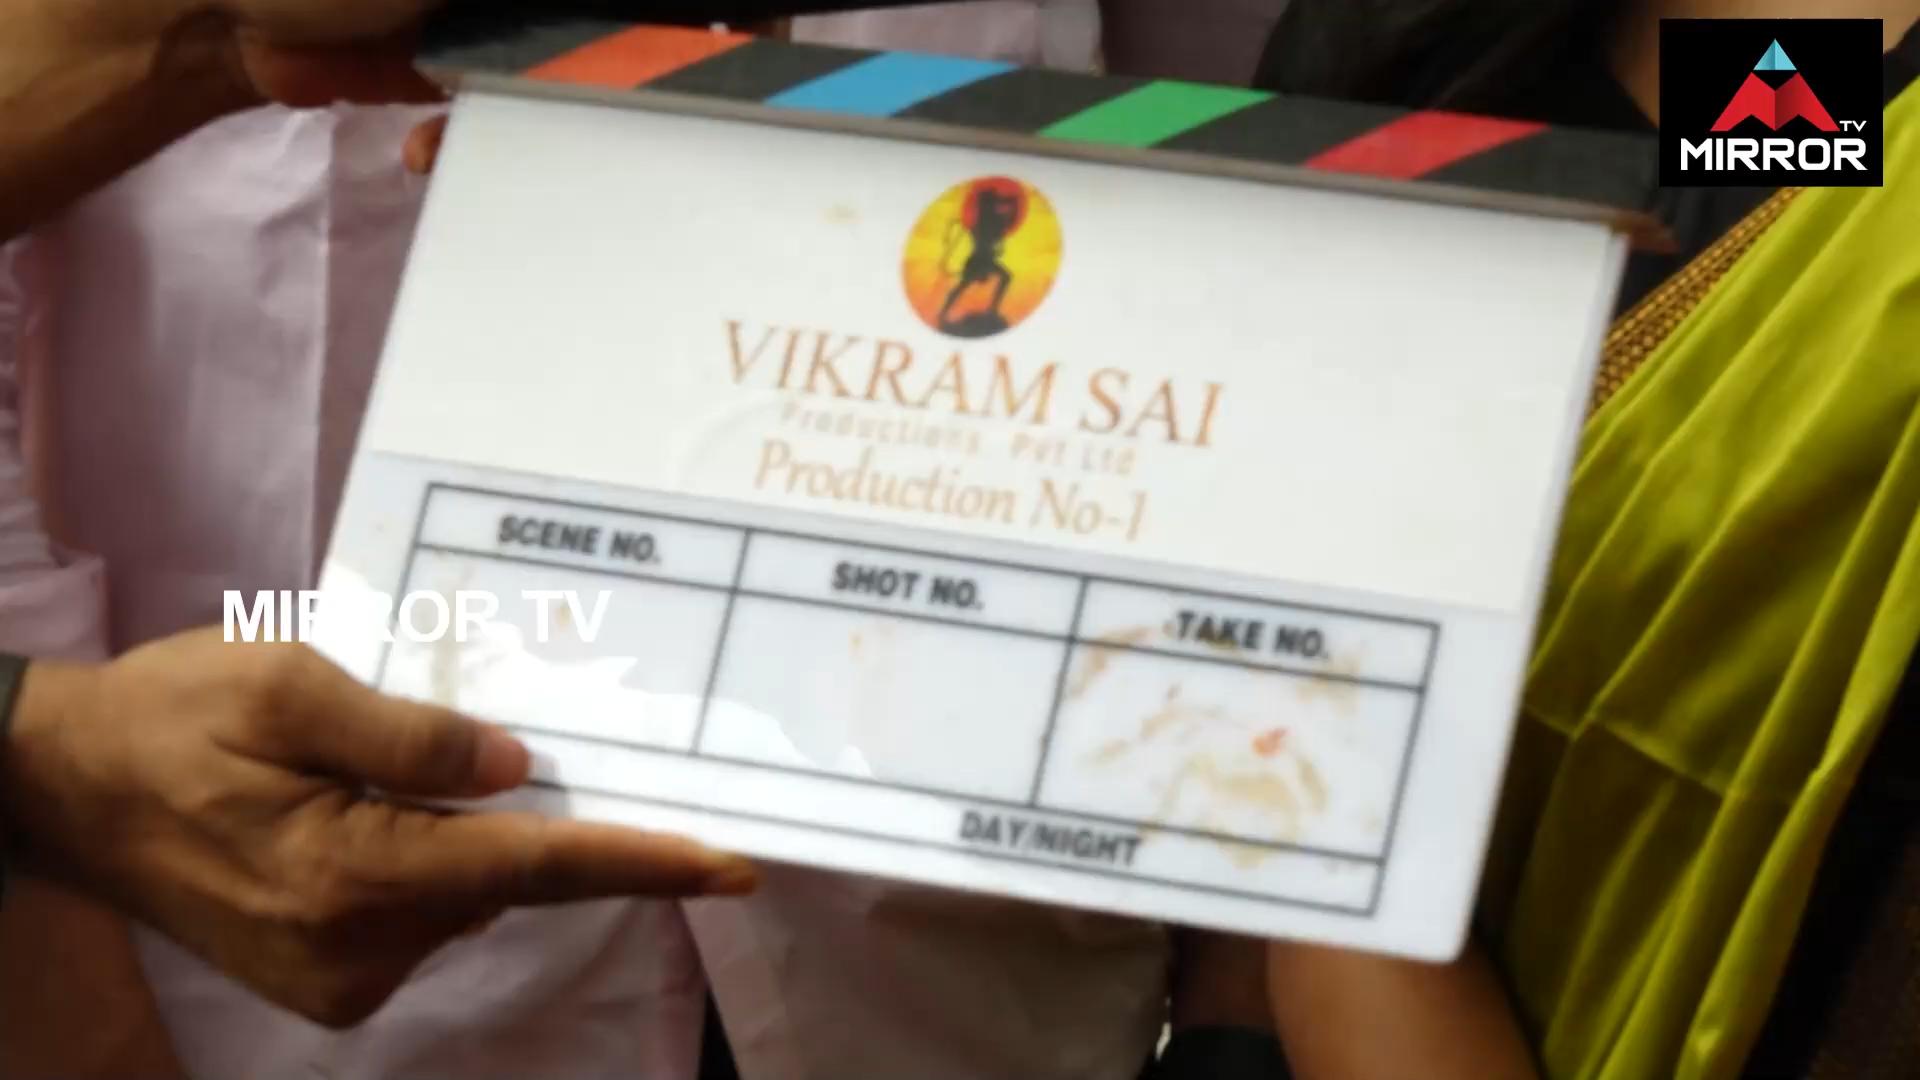 TV
MIRROR
VIKRAM SAI
Productions Pvt Ltd
Production No-1
SCENE NO.
SHOT NO.
TAKE NO.
MIRROR TV
DAY/NIGHT